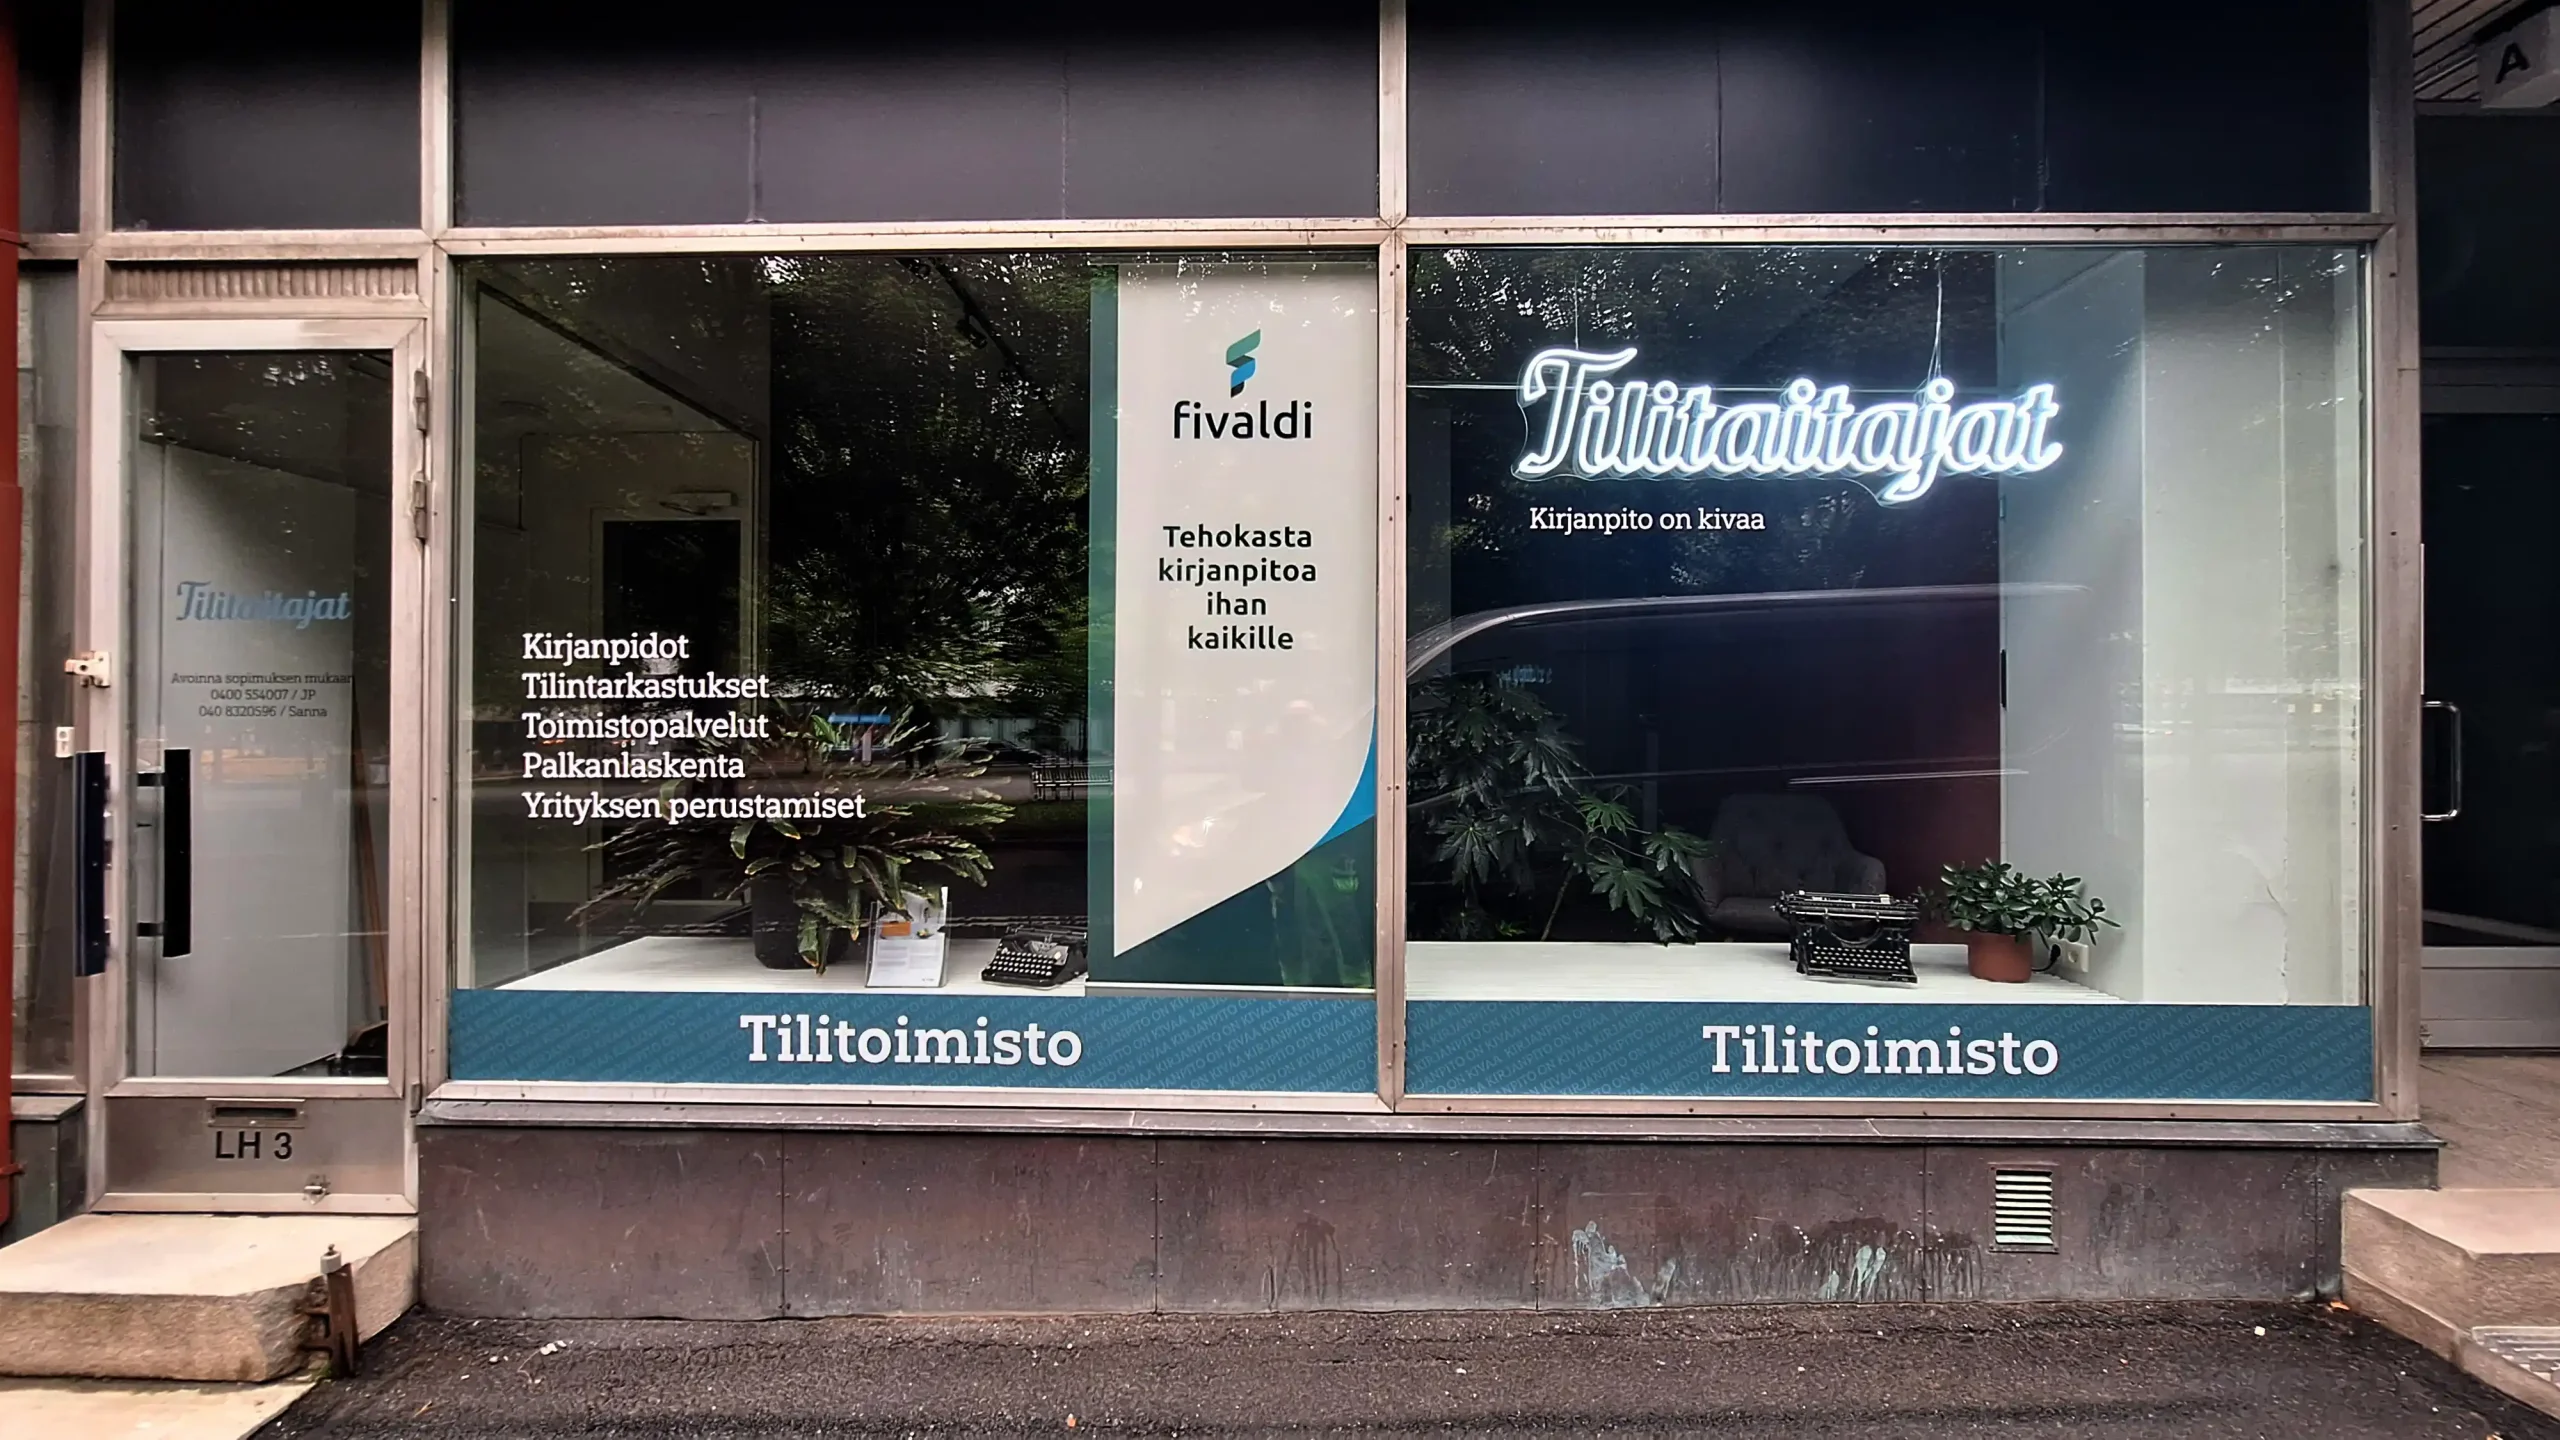 Tilitaitajat
Avoinna sopimuksen mukaan
0400 554007 / JP
040 8320596 / Sanna
LH 3
Kirjanpidot
Tilintarkastukset
Toimistopalvelut
Palkanlaskenta
Yrityksen perustamiset
fivaldi
Tehokasta
kirjanpitoa
ihan
kaikille
Tilitaitajat
Kirjanpito on kivaa
Tilitoimisto
Tilitoimisto
A